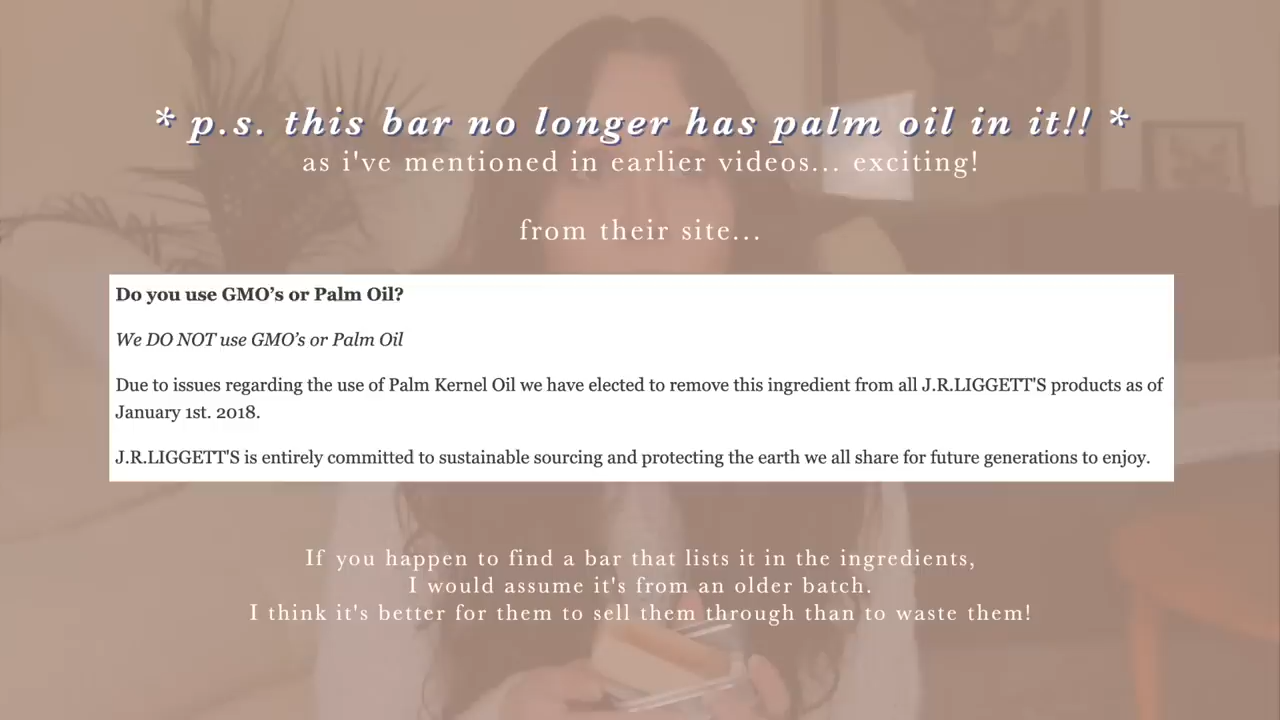 * p.s. this bar no longer has palm oil in it!! *
as i've mentioned in earlier videos... exciting!
from their site...
Do you use GMO's or Palm Oil?
We DO NOT use GMO's or Palm Oil
Due to issues regarding the use of Palm Kernel Oil we have elected to remove this ingredient from all J.R.LIGGETT'S products as of
January 1st. 2018.
J.R.LIGGETT'S is entirely committed to sustainable sourcing and protecting the earth we all share for future generations to enjoy.
If you happen to find a bar that lists it in the ingredients,
I would assume it's from an older batch.
I think it's better for them to sell them through than to waste them!